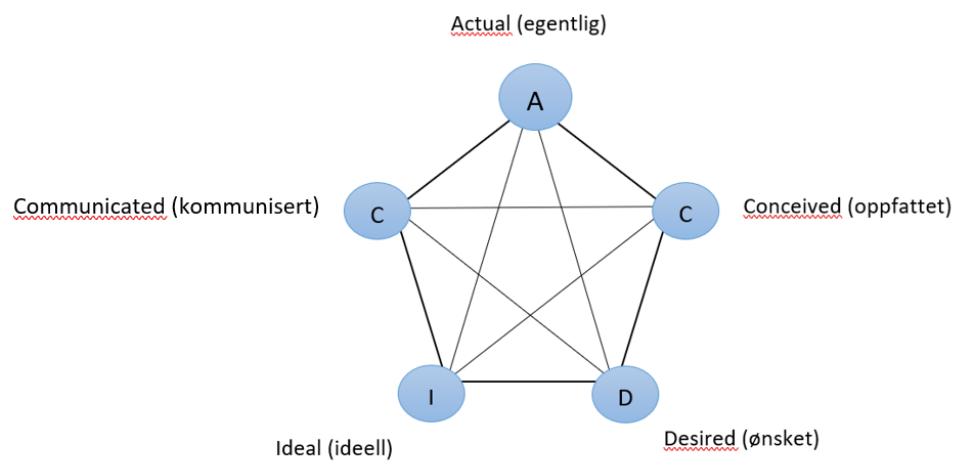 Actual (egentlig)
A
Communicated (kommunisert)
C
C
Conceived (oppfattet)
I
D
Ideal (ideell)
Desired (ønsket)